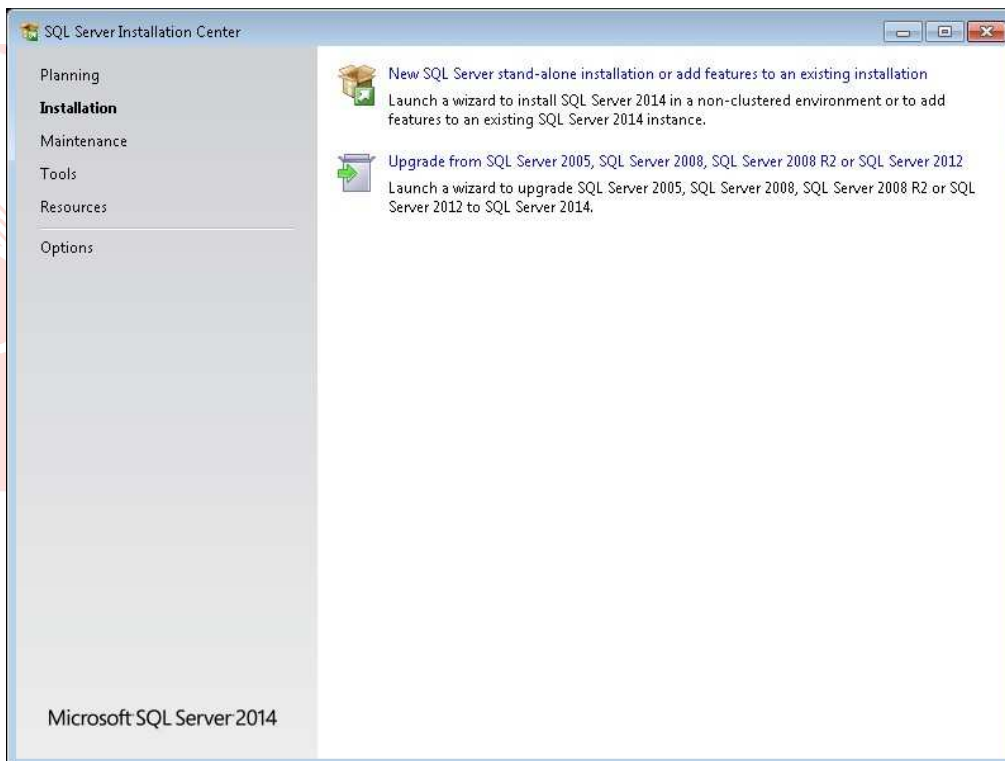 SQL Server Installation Center
Planning
Installation
Maintenance
Tools
Resources
Options
New SQL Server stand-alone installation or add features to an existing installation
Launch a wizard to install SQL Server 2014 in a non-clustered environment or to add
features to an existing SQL Server 2014 instance.
Upgrade from SQL Server 2005, SQL Server 2008, SQL Server 2008 R2 or SQL Server 2012
Launch a wizard to upgrade SQL Server 2005, SQL Server 2008, SQL Server 2008 R2 or SQL
Server 2012 to SQL Server 2014.
Microsoft SQL Server 2014